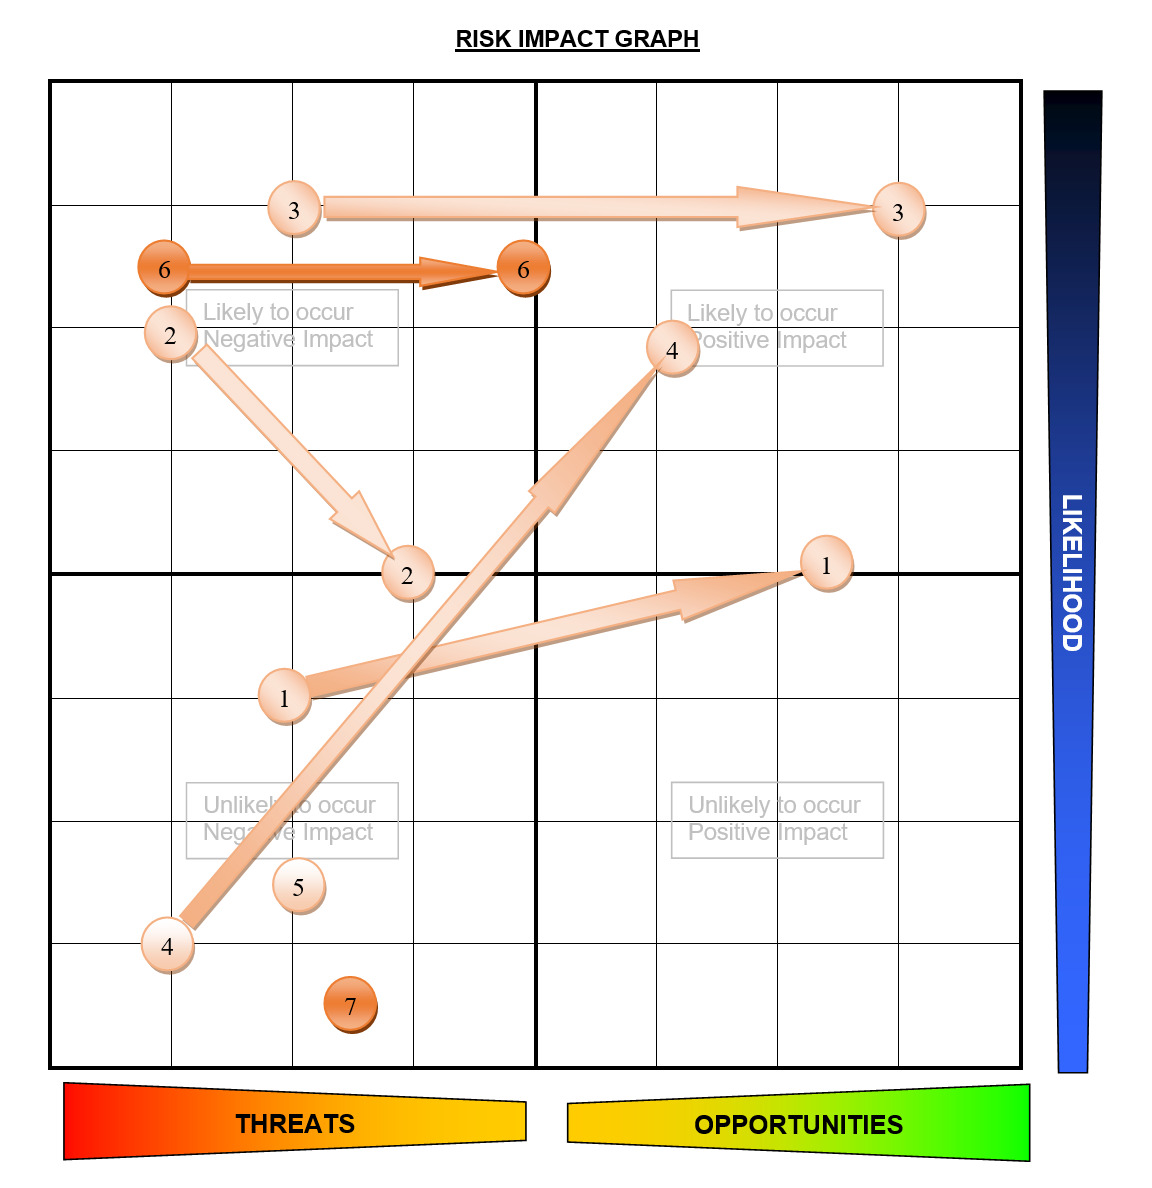 RISK IMPACT GRAPH
3
3
6
6
Likely to occur
Negative Impact
Likely to occur
Positive Impact
2
4
2
1
1
Unlikely to occur
Negative Impact
Unlikely to occur
Positive Impact
5
4
7
LIKELIHOOD
THREATS
OPPORTUNITIES